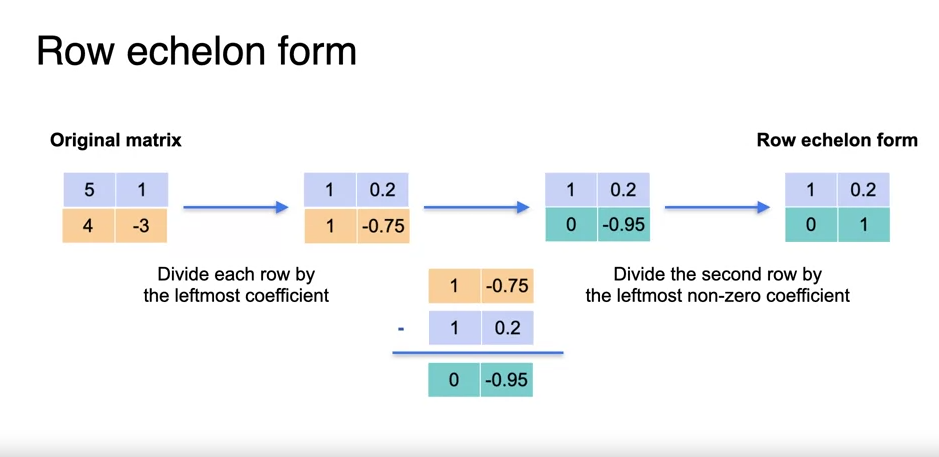 Row echelon form
Original matrix
Row echelon form
5 1
4 -3
1 0.2
1 -0.75
1 0.2
0 -0.95
1 0.2
0 1
Divide each row by
the leftmost coefficient
1 -0.75
- 1 0.2
0 -0.95
Divide the second row by
the leftmost non-zero coefficient